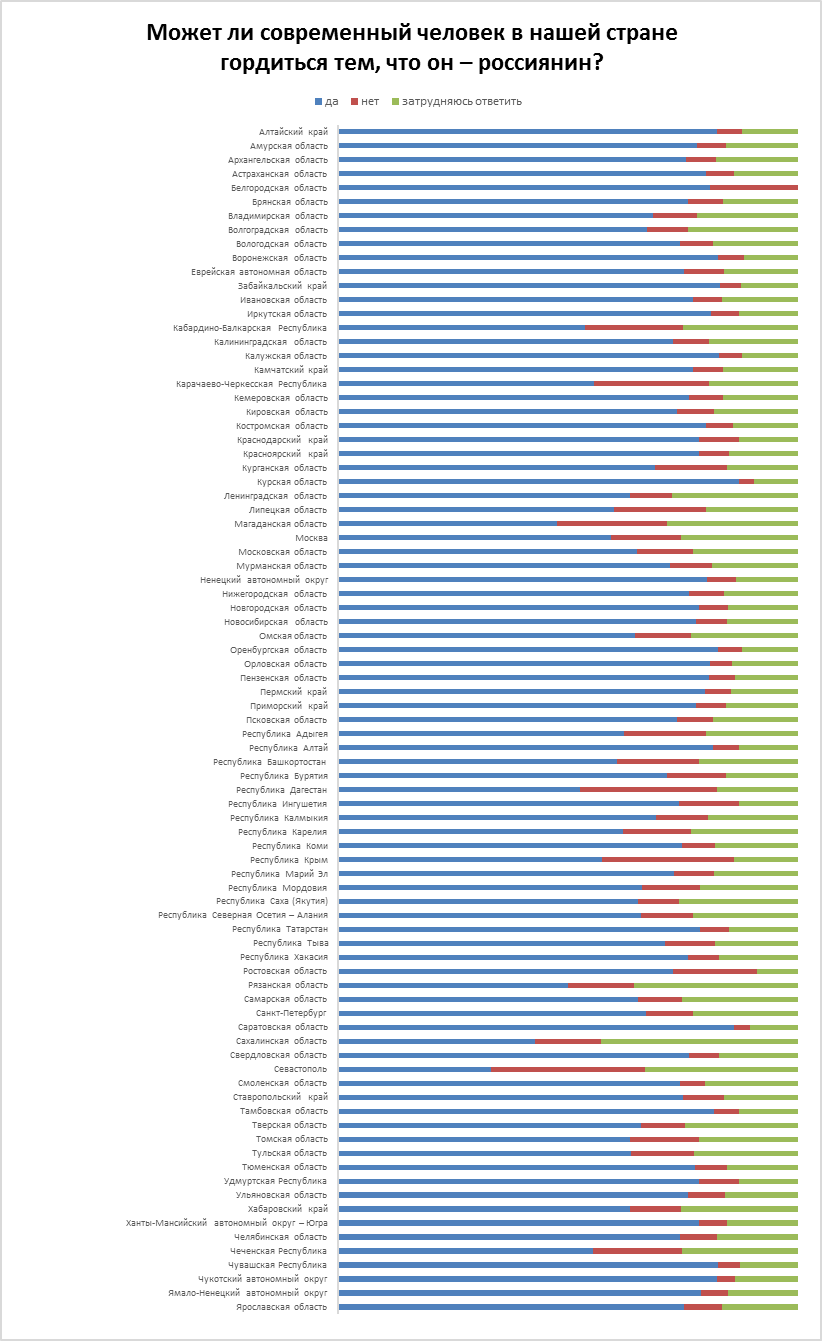 Может ли современный человек в нашей стране
гордиться тем, что он – россиянин?
да нет затрудняюсь ответить
Алтайский край
Амурская область
Архангельская область
Астраханская область
Белгородская область
Брянская область
Владимирская область
Волгоградская область
Вологодская область
Воронежская область
Еврейская автономная область
Забайкальский край
Ивановская область
Иркутская область
Кабардино-Балкарская Республика
Калининградская область
Калужская область
Камчатский край
Карачаево-Черкесская Республика
Кемеровская область
Кировская область
Костромская область
Краснодарский край
Красноярский край
Курганская область
Курская область
Ленинградская область
Липецкая область
Магаданская область
Москва
Московская область
Мурманская область
Ненецкий автономный округ
Нижегородская область
Новгородская область
Новосибирская область
Омская область
Оренбургская область
Орловская область
Пензенская область
Пермский край
Приморский край
Псковская область
Республика Адыгея
Республика Алтай
Республика Башкортостан
Республика Бурятия
Республика Дагестан
Республика Ингушетия
Республика Калмыкия
Республика Карелия
Республика Коми
Республика Крым
Республика Марий Эл
Республика Мордовия
Республика Саха (Якутия)
Республика Северная Осетия – Алания
Республика Татарстан
Республика Тыва
Республика Хакасия
Ростовская область
Рязанская область
Самарская область
Санкт-Петербург
Саратовская область
Сахалинская область
Свердловская область
Севастополь
Смоленская область
Ставропольский край
Тамбовская область
Тверская область
Томская область
Тульская область
Тюменская область
Удмуртская Республика
Ульяновская область
Хабаровский край
Ханты-Мансийский автономный округ – Югра
Челябинская область
Чеченская Республика
Чувашская Республика
Чукотский автономный округ
Ямало-Ненецкий автономный округ
Ярославская область